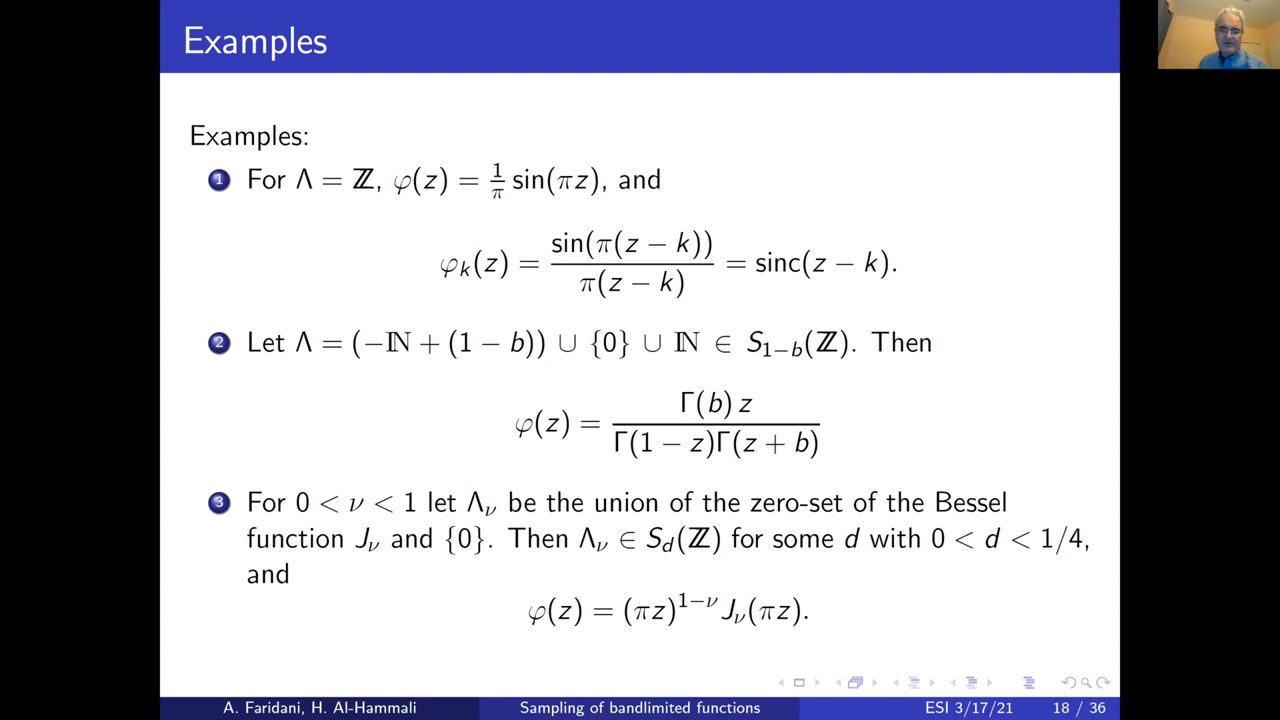 Examples
Examples:
1 For Λ = ℤ, φ(z) = 1/π sin(πz), and
φₖ(z) = sin(π(z − k)) / π(z − k) = sinc(z − k).
2 Let Λ = (−ℕ + (1 − b)) ∪ {0} ∪ ℕ ∈ S₁₋b(ℤ). Then
φ(z) = Γ(b) z / Γ(1 − z)Γ(z + b)
3 For 0 < ν < 1 let Λ_ν be the union of the zero-set of the Bessel
function J_ν and {0}. Then Λ_ν ∈ S_d(ℤ) for some d with 0 < d < 1/4,
and
φ(z) = (πz)^{1−ν} J_ν(πz).
A. Faridani, H. Al-Hammali Sampling of bandlimited functions ESI 3/17/21 18 / 36